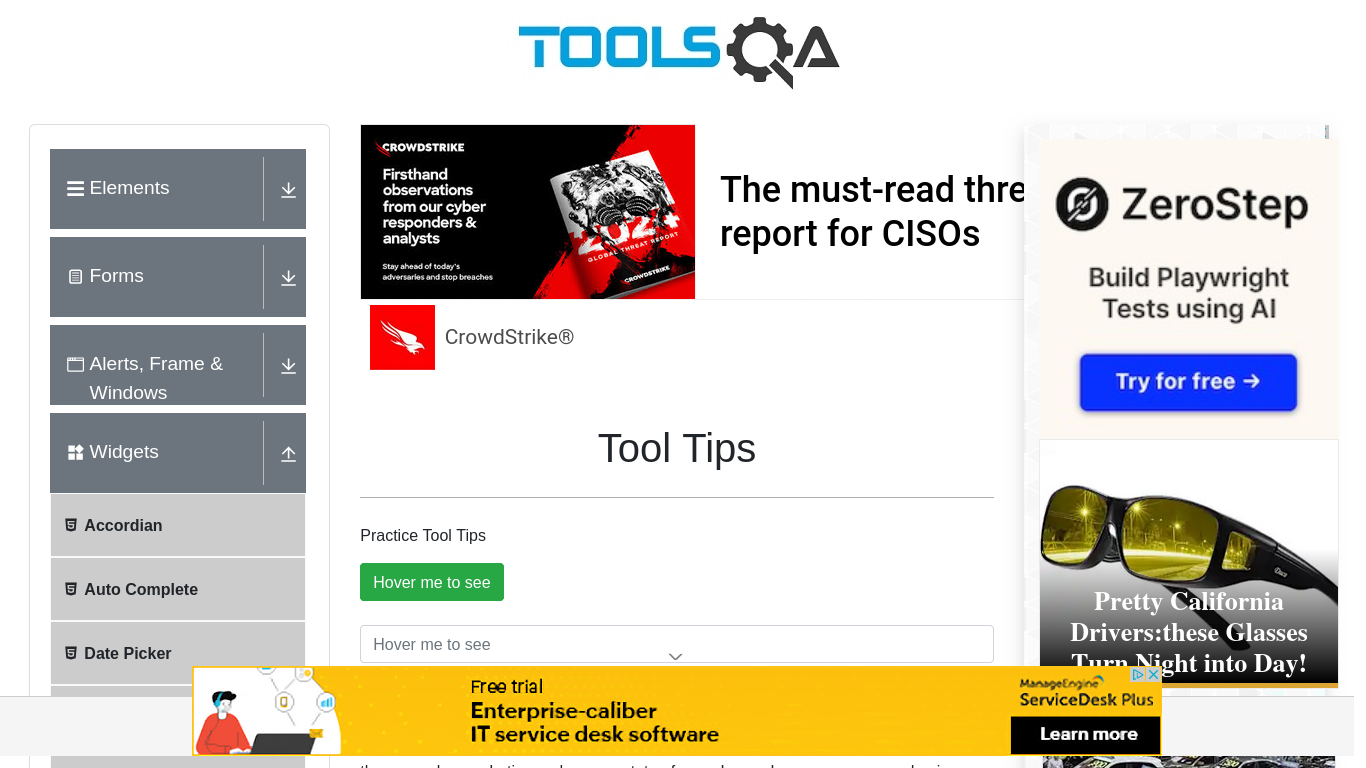 TOOLSQA
Elements
Forms
Alerts, Frame &
Windows
Widgets
Accordian
Auto Complete
Date Picker
CROWDSTRIKE
Firsthand
observations
from our cyber
responders &
analysts
Stay ahead of today's
adversaries and stop breaches
2024
GLOBAL THREAT REPORT
CROWDSTRIKE
The must-read thre
report for CISOs
CrowdStrike®
Tool Tips
Practice Tool Tips
Hover me to see
Hover me to see
ZeroStep
Build Playwright
Tests using AI
Try for free →
Pretty California
Drivers:these Glasses
Turn Night into Day!
Free trial
Enterprise-caliber
IT service desk software
ManageEngine
ServiceDesk Plus
Learn more